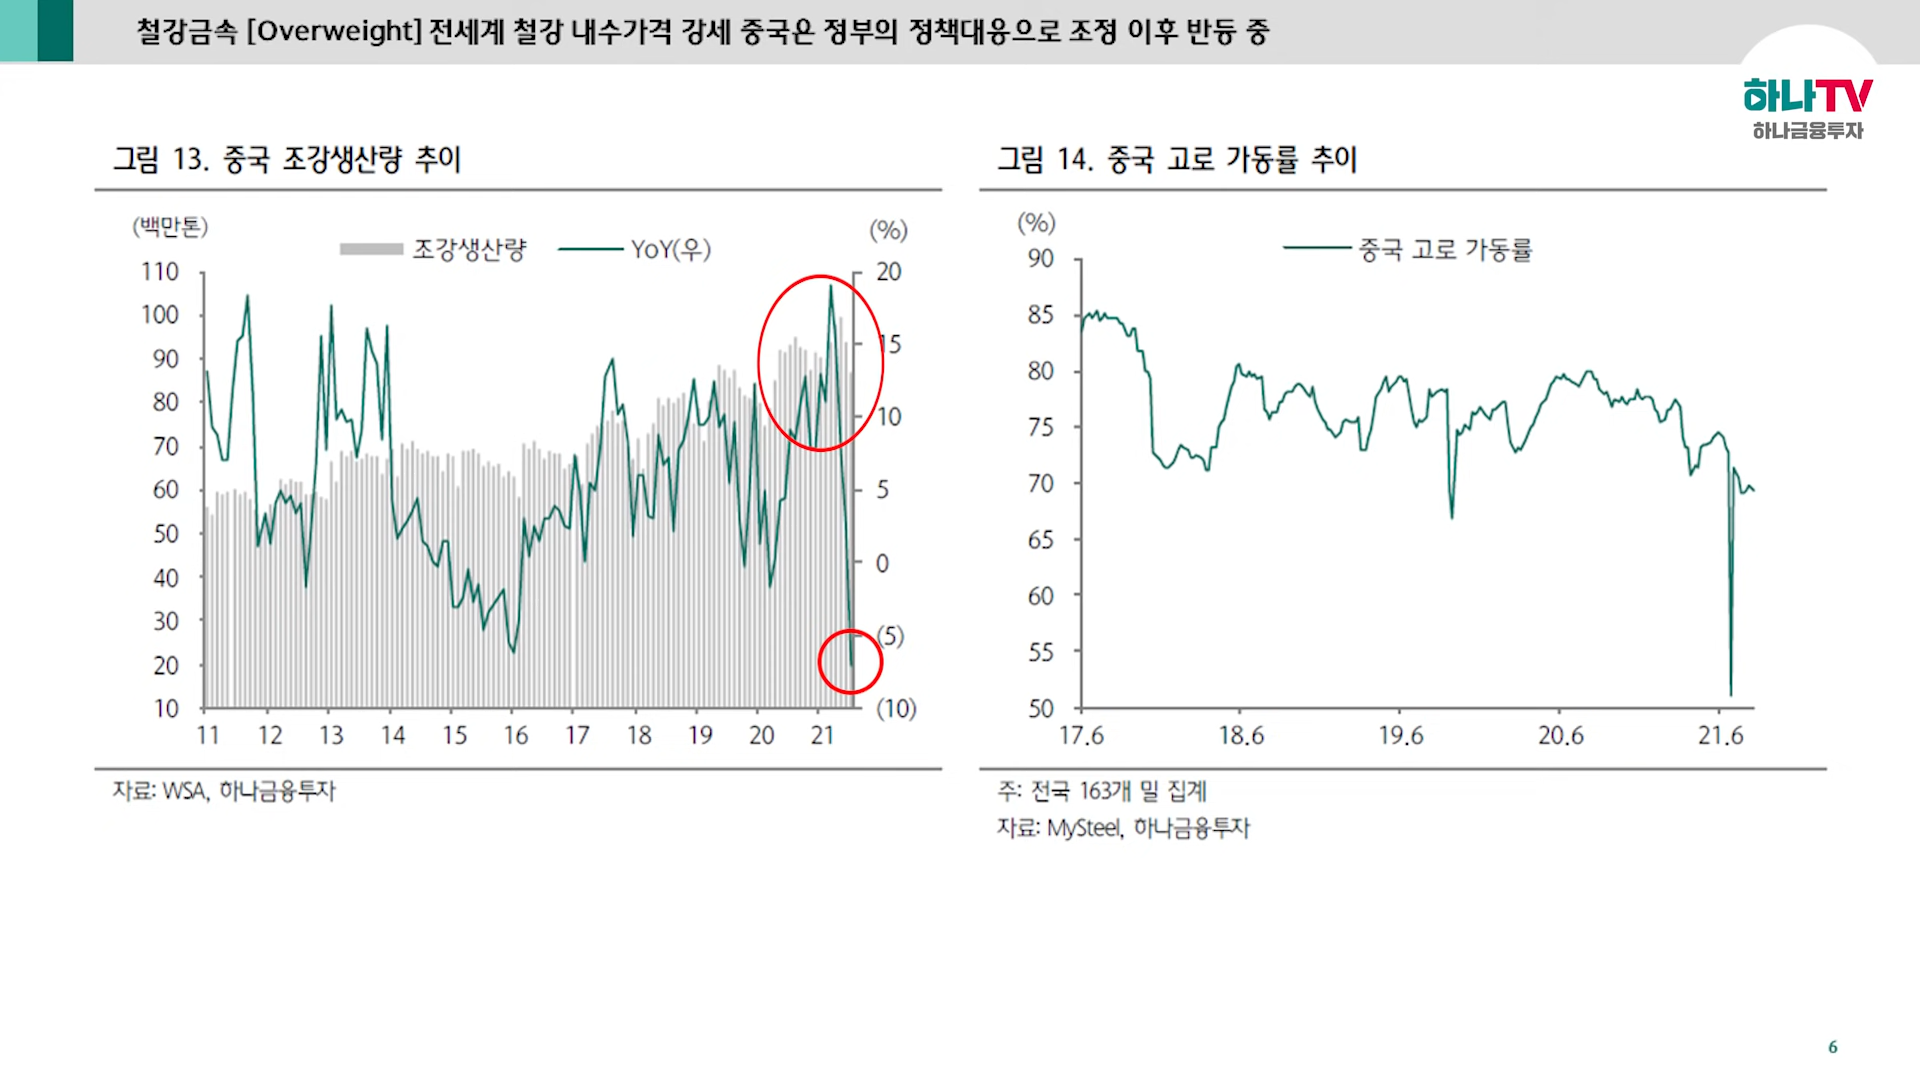 철강금속 [Overweight] 전세계 철강 내수가격 강세 중국은 정부의 정책대응으로 조정 이후 반등 중
하나TV
하나금융투자
그림 13. 중국 조강생산량 추이
(백만톤)
(%)
조강생산량
YoY(우)
110
100
90
80
70
60
50
40
30
20
10
20
15
10
5
0
(5)
(10)
11 12 13 14 15 16 17 18 19 20 21
자료: WSA, 하나금융투자
그림 14. 중국 고로 가동률 추이
(%)
중국 고로 가동률
90
85
80
75
70
65
60
55
50
17.6 18.6 19.6 20.6 21.6
주: 전국 163개 밀 집계
자료: MySteel, 하나금융투자
6